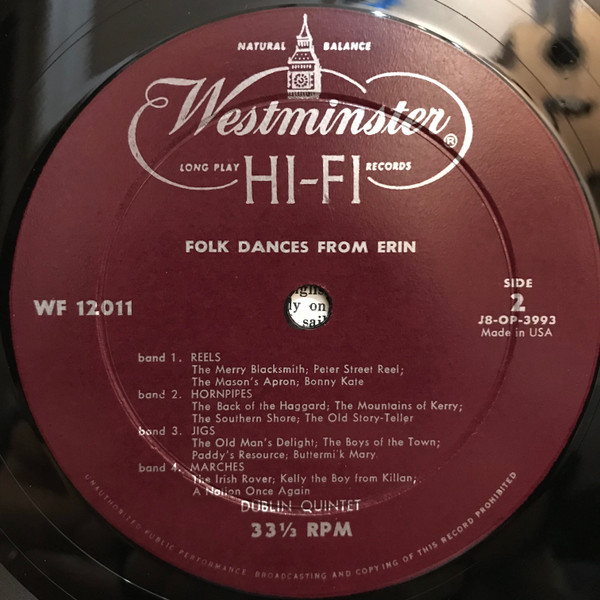 NATURAL BALANCE
Westminster ®
LONG PLAY HI-FI RECORDS
FOLK DANCES FROM ERIN
WF 12011
SIDE
2
J8-OP-3993
Made in USA
glis
ly on
sail
band 1. REELS
The Merry Blacksmith; Peter Street Reel;
The Mason's Apron; Bonny Kate
band 2. HORNPIPES
The Back of the Haggard; The Mountains of Kerry;
The Southern Shore; The Old Story-Teller
band 3. JIGS
The Old Man's Delight; The Boys of the Town;
Paddy's Resource; Buttermilk Mary
band 4. MARCHES
The Irish Rover; Kelly the Boy from Killan;
A Nation Once Again
DUBLIN QUINTET
33⅓ RPM
UNAUTHORIZED PUBLIC PERFORMANCE BROADCASTING AND COPYING OF THIS RECORD PROHIBITED